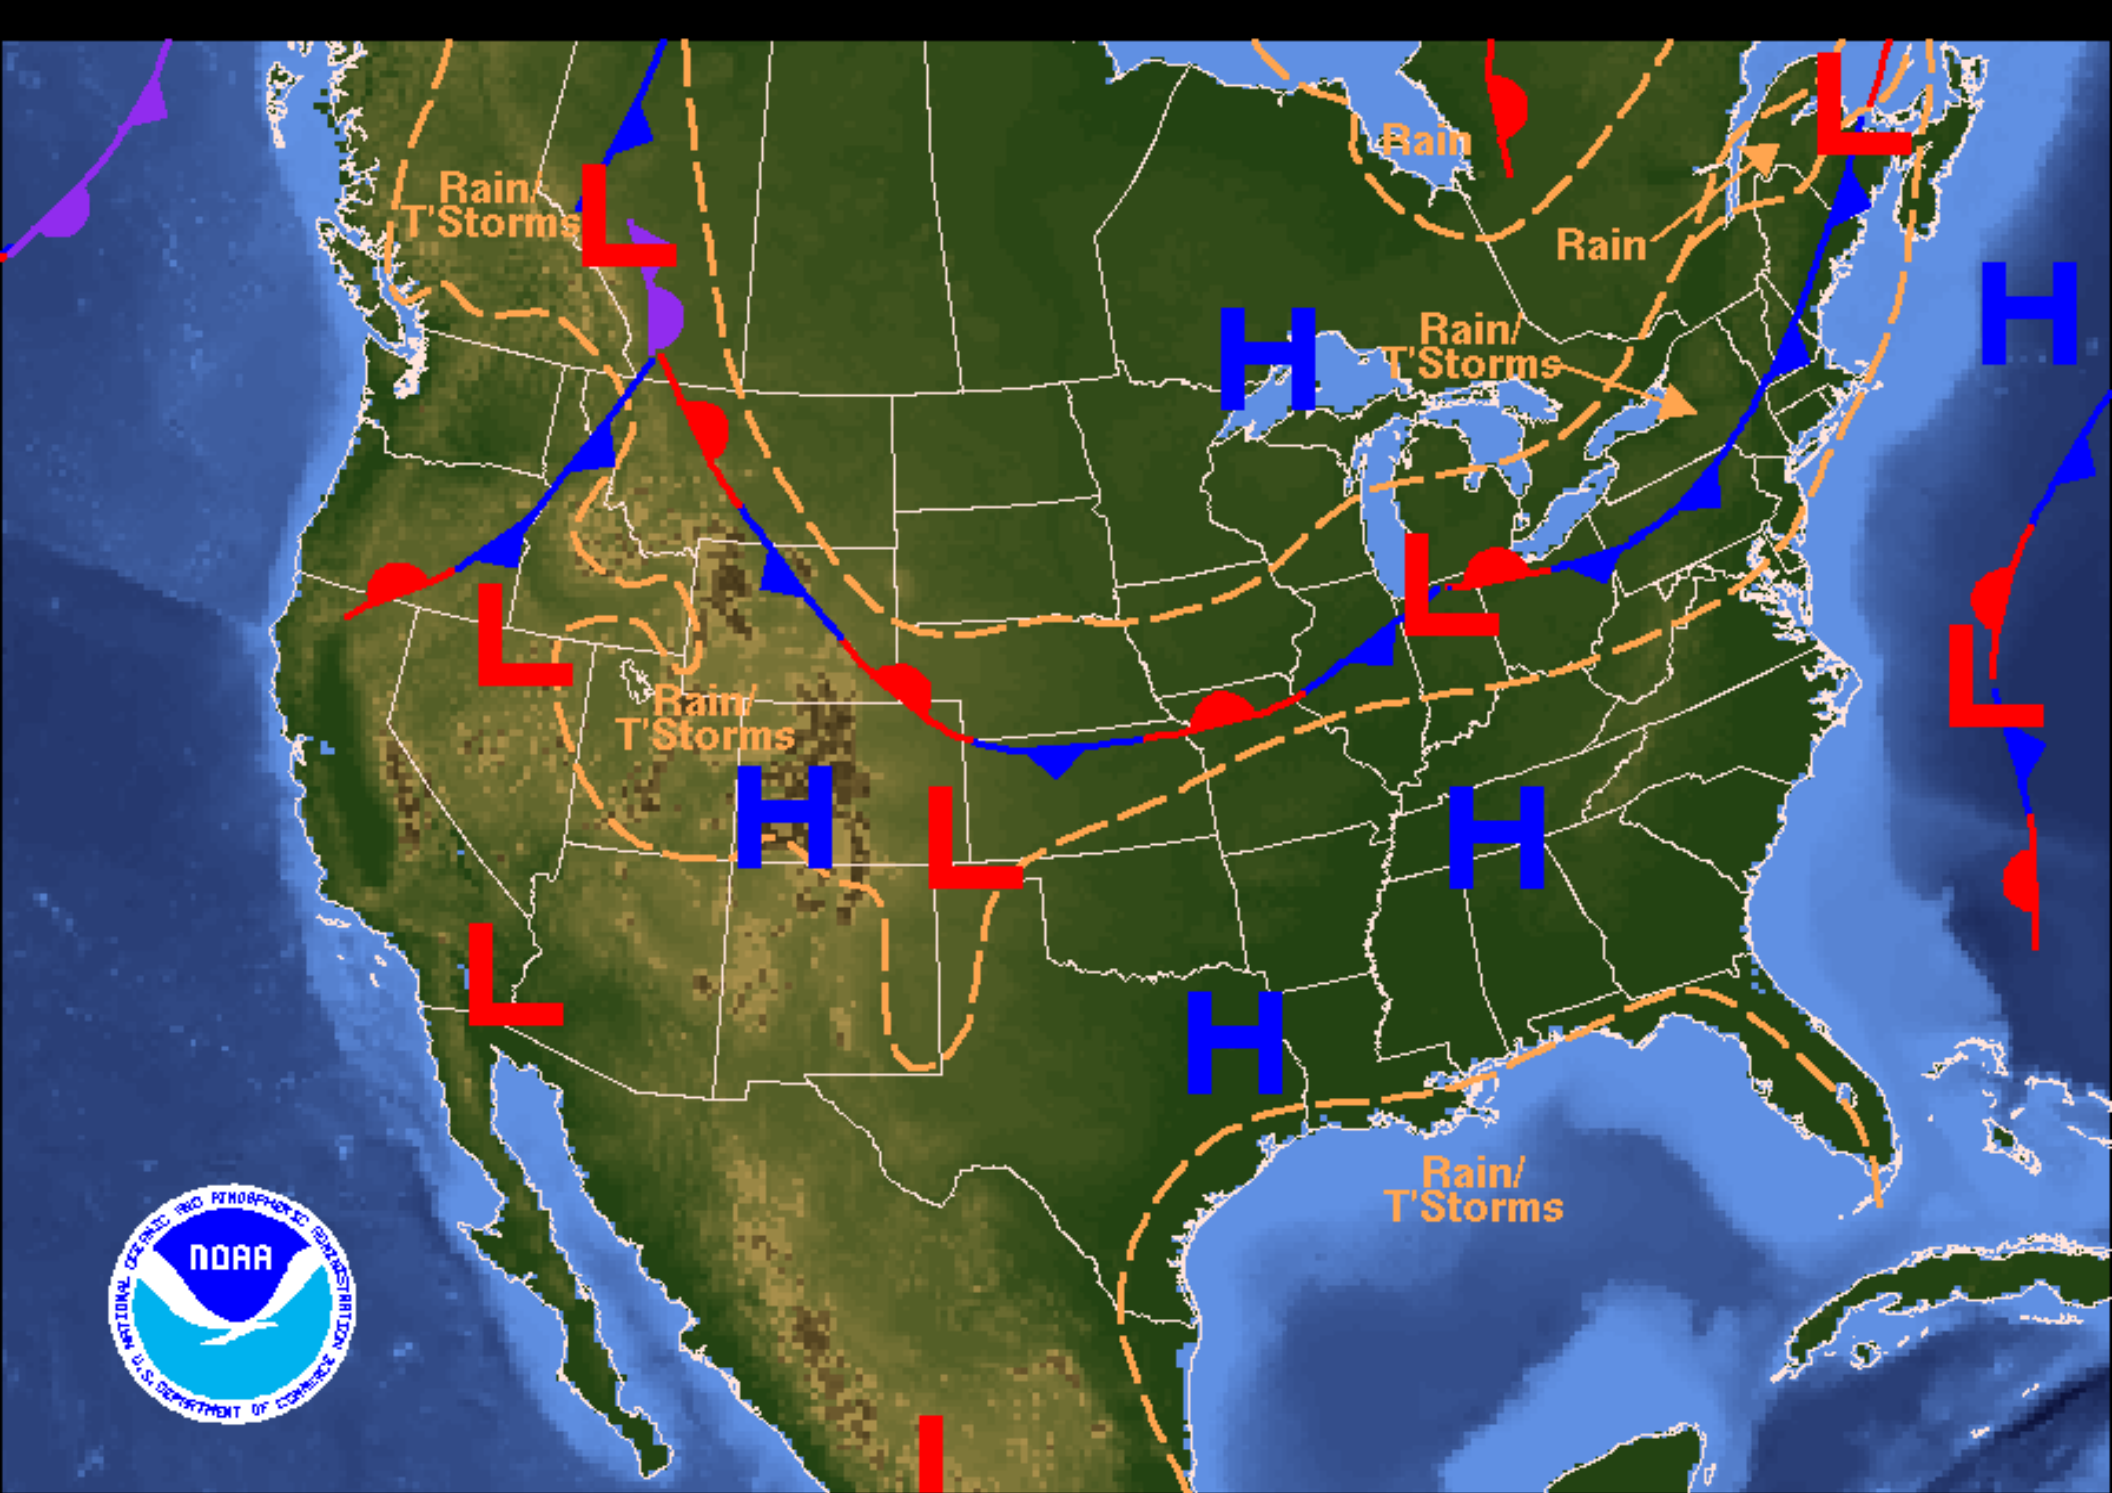 L
Rain
Rain/
T'Storms
L
Rain
H
H
Rain/
T'Storms
L
L
L
Rain/
T'Storms
H
L
H
L
H
Rain/
T'Storms
NATIONAL OCEANIC AND ATMOSPHERIC ADMINISTRATION
NOAA
U.S. DEPARTMENT OF COMMERCE